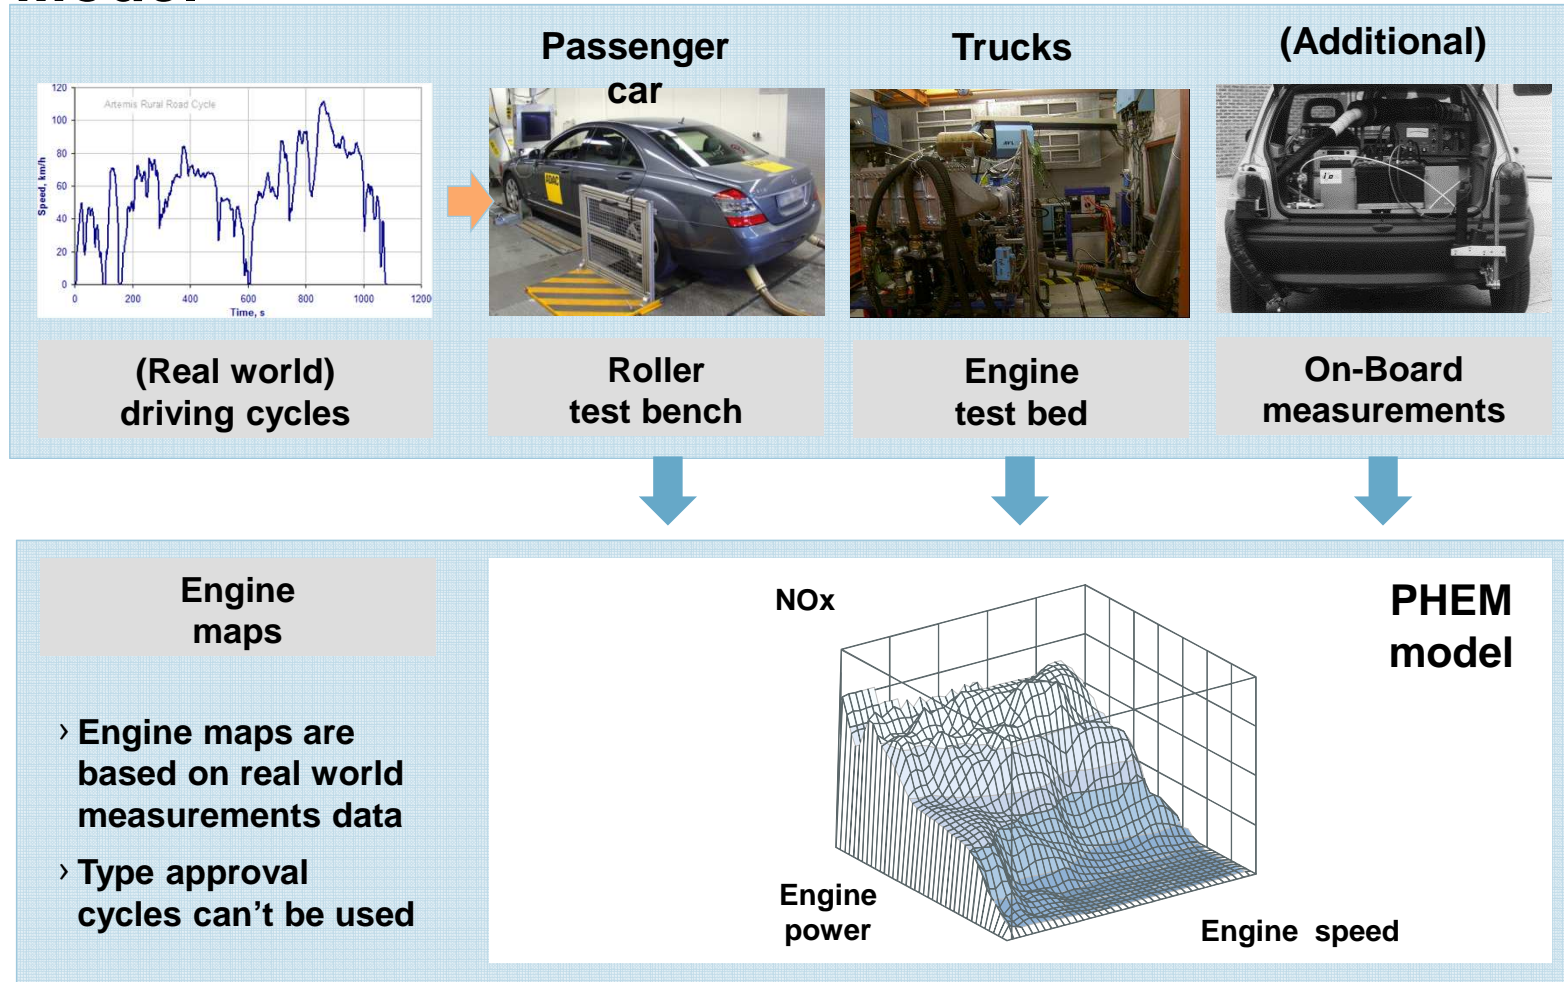 Passenger
car
Trucks
(Additional)
Artemis Rural Road Cycle
120
100
80
60
40
20
0
Speed, km/h
0 200 400 600 800 1000 1200
Time, s
ADAC
(Real world)
driving cycles
Roller
test bench
Engine
test bed
On-Board
measurements
Engine
maps
› Engine maps are
based on real world
measurements data
› Type approval
cycles can’t be used
NOx
PHEM
model
Engine
power
Engine speed